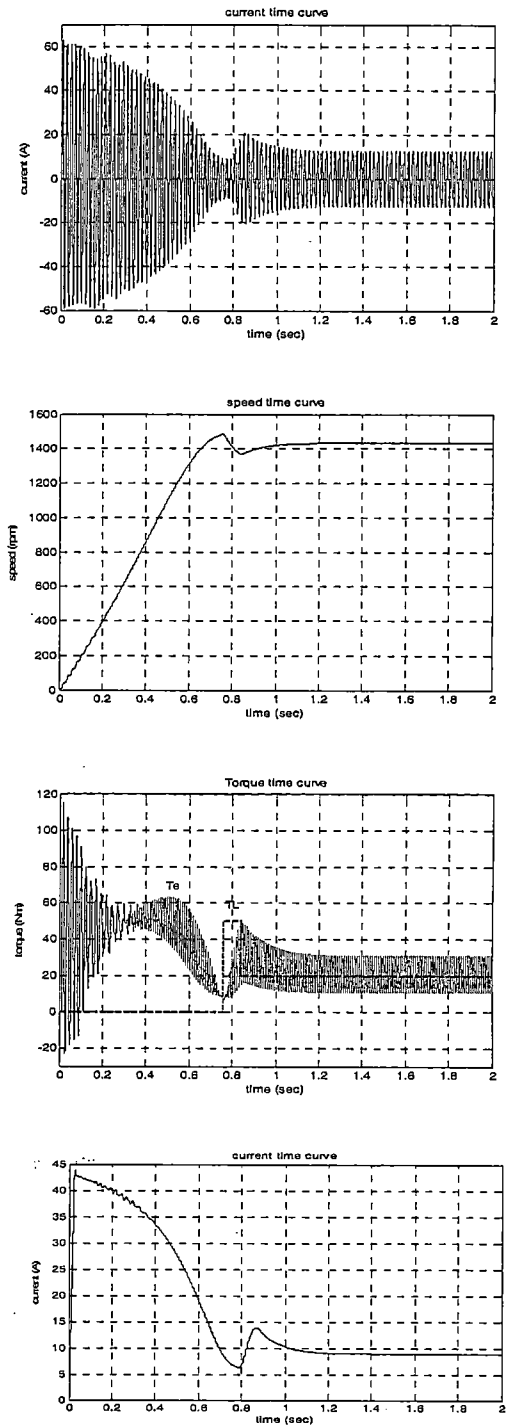 current time curve
60
40
20
0
-20
-40
-60
current (A)
0 0.2 0.4 0.6 0.8 1 1.2 1.4 1.6 1.8 2
time (sec)
speed time curve
1600
1400
1200
1000
800
600
400
200
0
speed (rpm)
0 0.2 0.4 0.6 0.8 1 1.2 1.4 1.6 1.8 2
time (sec)
Torque time curve
120
100
80
60
40
20
0
-20
torque (Nm)
Te
TL
0 0.2 0.4 0.6 0.8 1 1.2 1.4 1.6 1.8 2
time (sec)
current time curve
45
40
35
30
25
20
15
10
5
0
current (A)
0 0.2 0.4 0.6 0.8 1 1.2 1.4 1.6 1.8 2
time (sec)